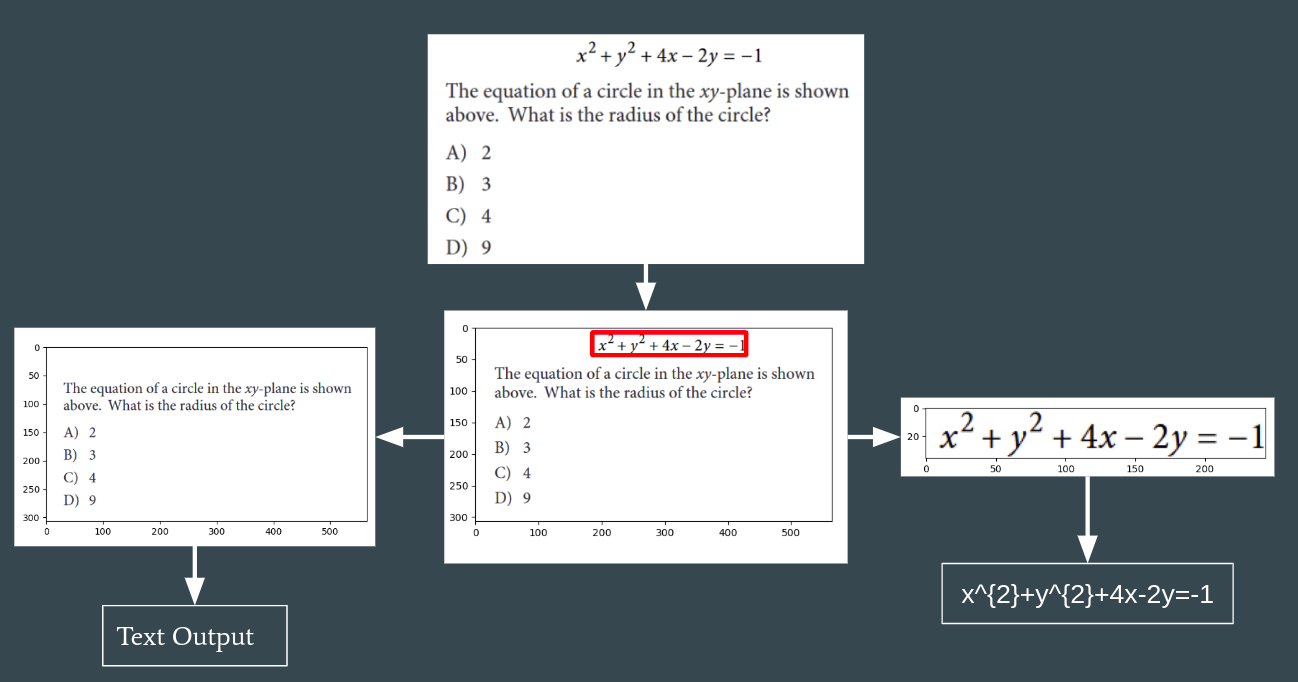 x² + y² + 4x – 2y = –1
The equation of a circle in the xy-plane is shown
above. What is the radius of the circle?
A) 2
B) 3
C) 4
D) 9
0
50
100
150
200
250
300
The equation of a circle in the xy-plane is shown
above. What is the radius of the circle?
A) 2
B) 3
C) 4
D) 9
0 100 200 300 400 500
Text Output
0
50
100
150
200
250
300
x² + y² + 4x – 2y = –1
The equation of a circle in the xy-plane is shown
above. What is the radius of the circle?
A) 2
B) 3
C) 4
D) 9
0 100 200 300 400 500
0
20
x² + y² + 4x – 2y = –1
0 50 100 150 200
x^{2}+y^{2}+4x-2y=-1